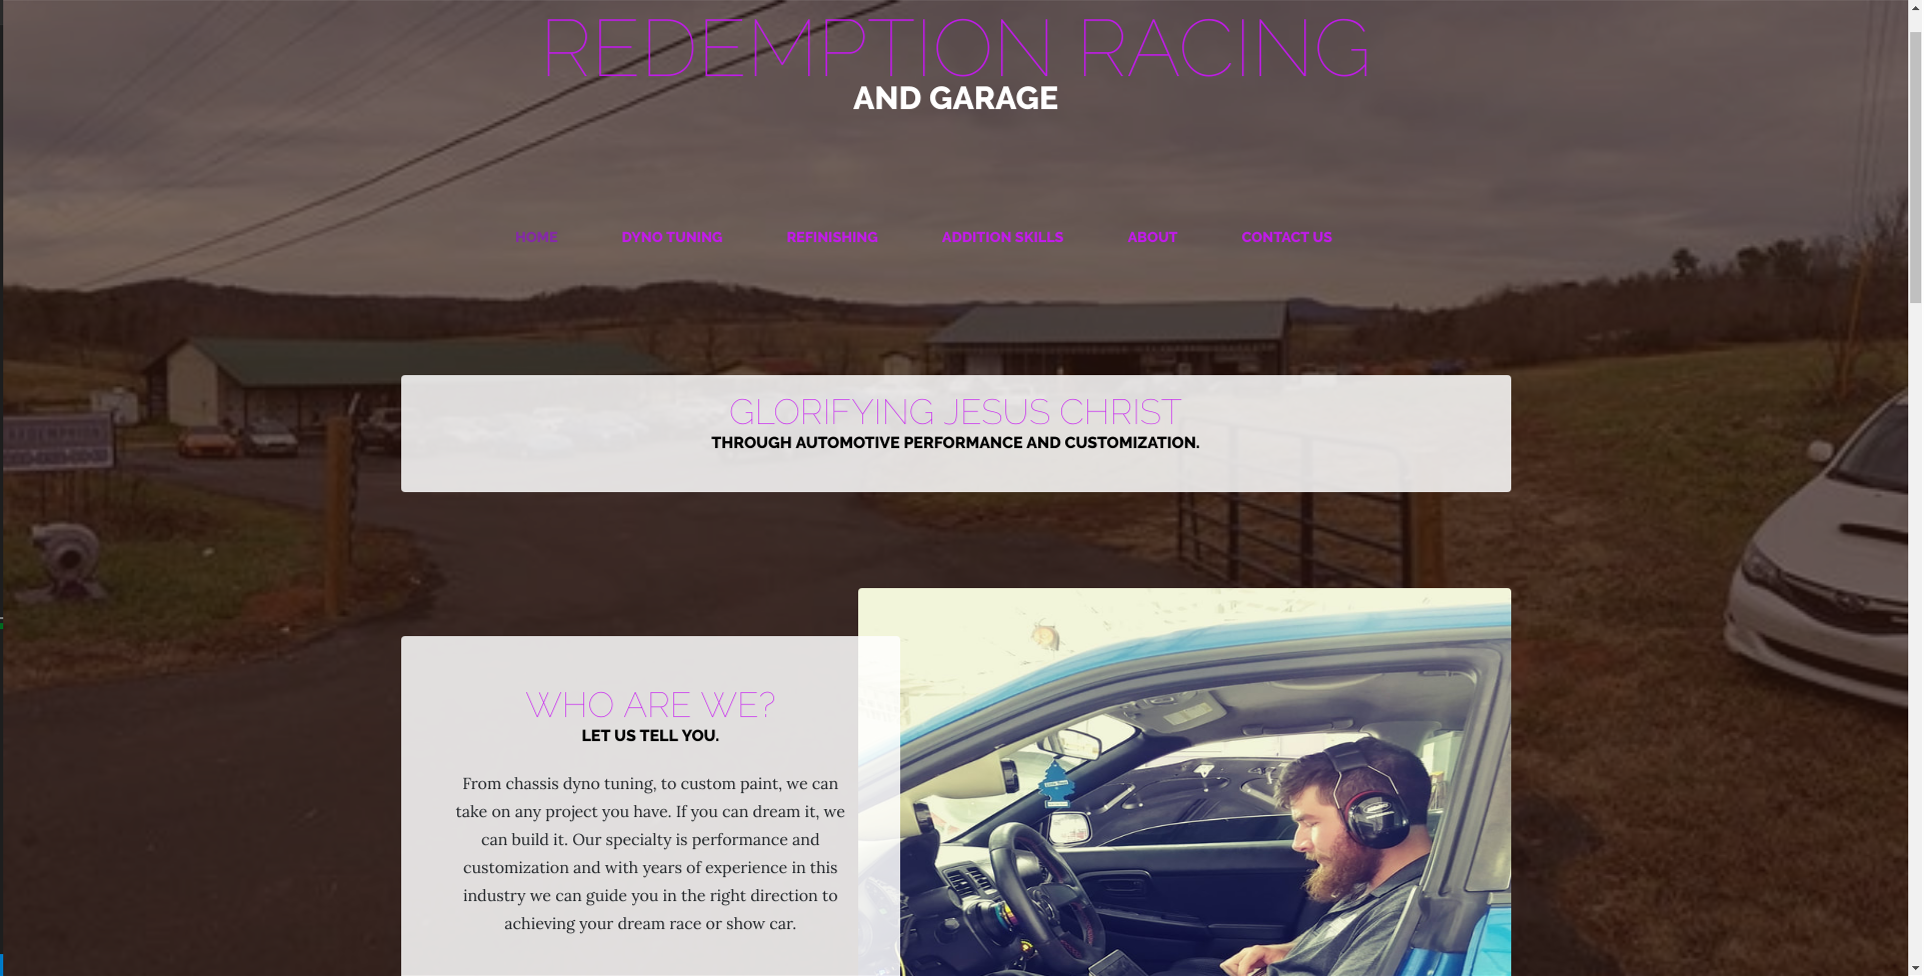 REDEMPTION RACING
AND GARAGE
HOME DYNO TUNING REFINISHING ADDITION SKILLS ABOUT CONTACT US
GLORIFYING JESUS CHRIST
THROUGH AUTOMOTIVE PERFORMANCE AND CUSTOMIZATION.
WHO ARE WE?
LET US TELL YOU.
From chassis dyno tuning, to custom paint, we can
take on any project you have. If you can dream it, we
can build it. Our specialty is performance and
customization and with years of experience in this
industry we can guide you in the right direction to
achieving your dream race or show car.